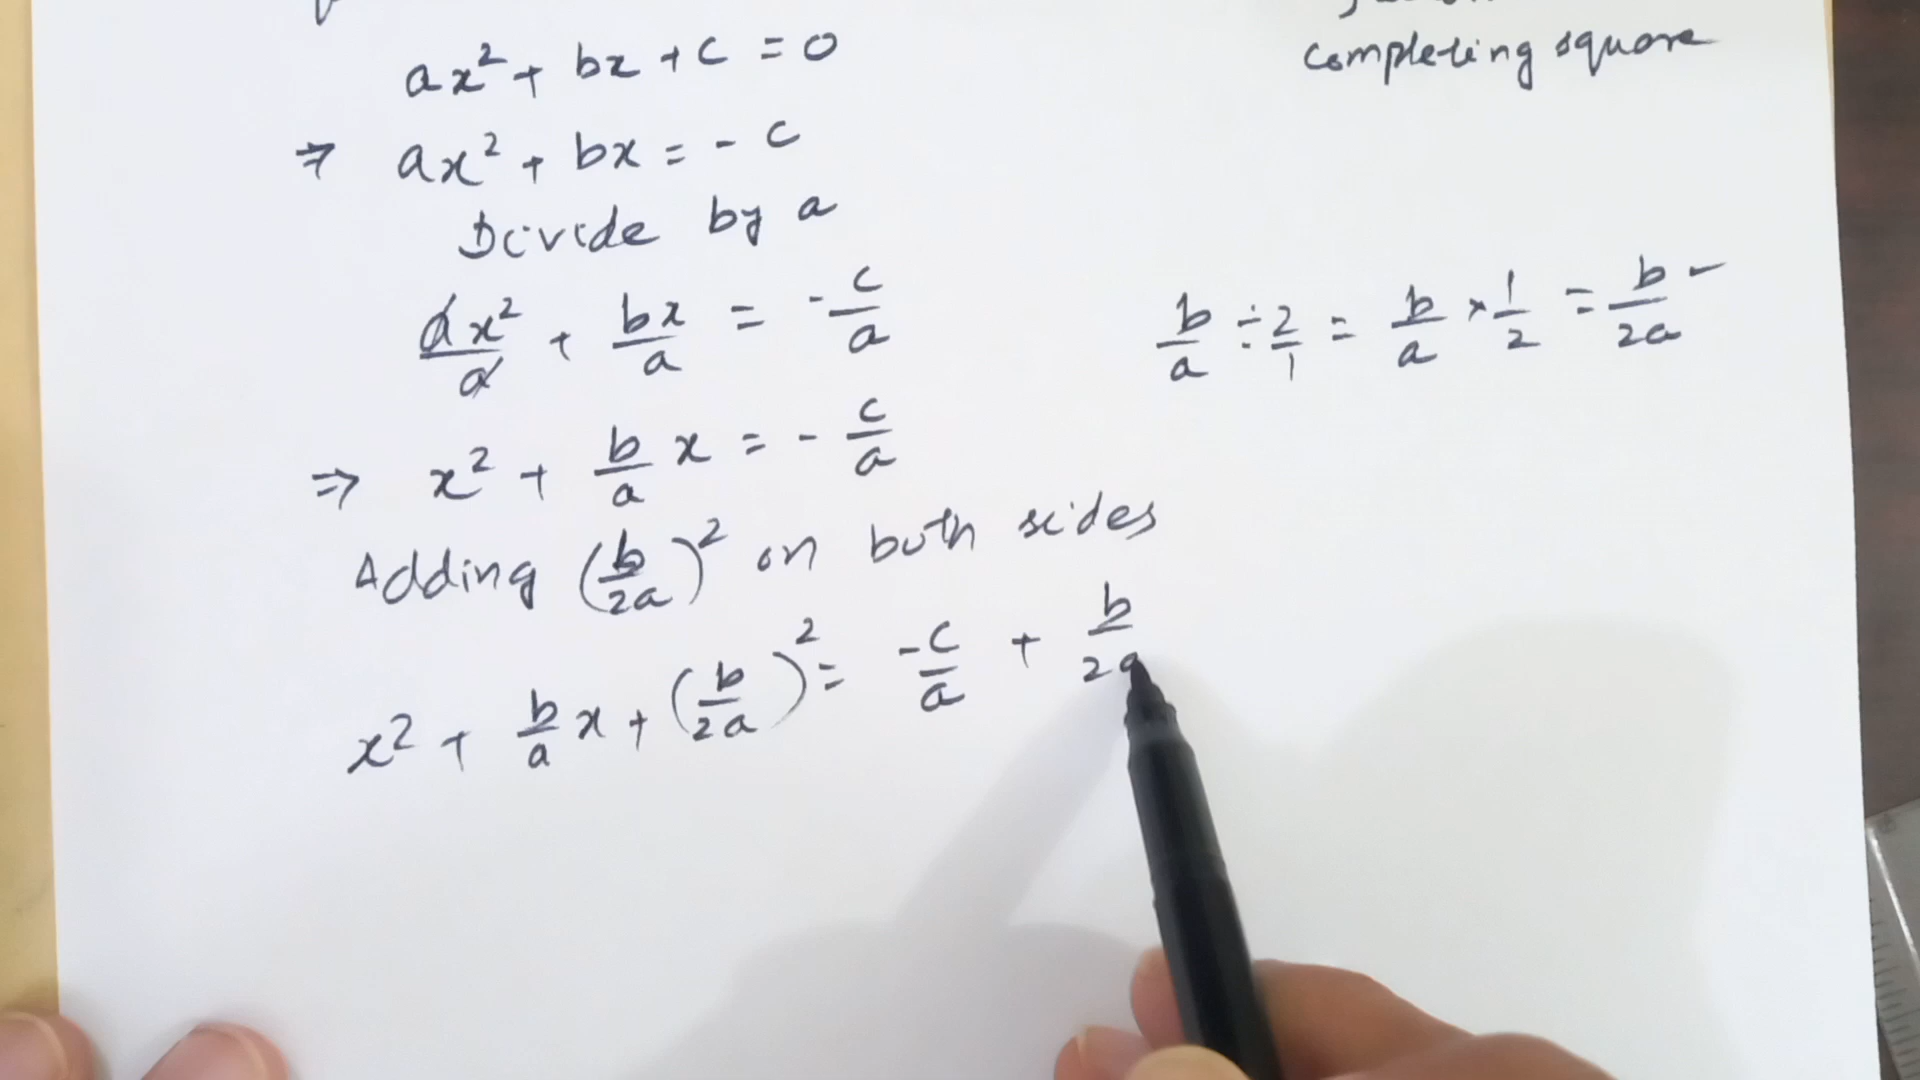 completing square
ax² + bx + c = 0
⇒ ax² + bx = - c
Divide by a
ax²/a + bx/a = - c/a
b/a ÷ 2/1 = b/a × 1/2 = b/2a
⇒ x² + b/a x = - c/a
Adding (b/2a)² on both sides
x² + b/a x + (b/2a)² = -c/a + b/2a